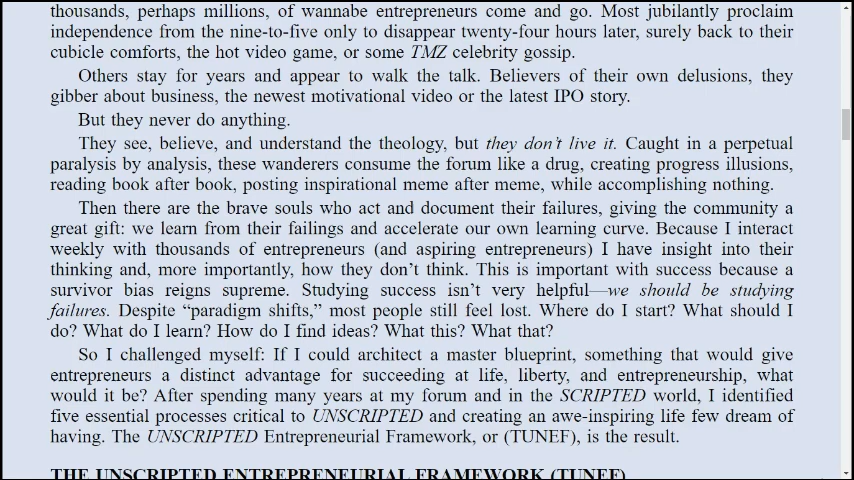 thousands, perhaps millions, of wannabe entrepreneurs come and go. Most jubilantly proclaim
independence from the nine-to-five only to disappear twenty-four hours later, surely back to their
cubicle comforts, the hot video game, or some TMZ celebrity gossip.
Others stay for years and appear to walk the talk. Believers of their own delusions, they
gibber about business, the newest motivational video or the latest IPO story.
But they never do anything.
They see, believe, and understand the theology, but they don’t live it. Caught in a perpetual
paralysis by analysis, these wanderers consume the forum like a drug, creating progress illusions,
reading book after book, posting inspirational meme after meme, while accomplishing nothing.
Then there are the brave souls who act and document their failures, giving the community a
great gift: we learn from their failings and accelerate our own learning curve. Because I interact
weekly with thousands of entrepreneurs (and aspiring entrepreneurs) I have insight into their
thinking and, more importantly, how they don’t think. This is important with success because a
survivor bias reigns supreme. Studying success isn’t very helpful—we should be studying
failures. Despite “paradigm shifts,” most people still feel lost. Where do I start? What should I
do? What do I learn? How do I find ideas? What this? What that?
So I challenged myself: If I could architect a master blueprint, something that would give
entrepreneurs a distinct advantage for succeeding at life, liberty, and entrepreneurship, what
would it be? After spending many years at my forum and in the SCRIPTED world, I identified
five essential processes critical to UNSCRIPTED and creating an awe-inspiring life few dream of
having. The UNSCRIPTED Entrepreneurial Framework, or (TUNEF), is the result.
THE UNSCRIPTED ENTREPRENEURIAL FRAMEWORK (TUNEF)